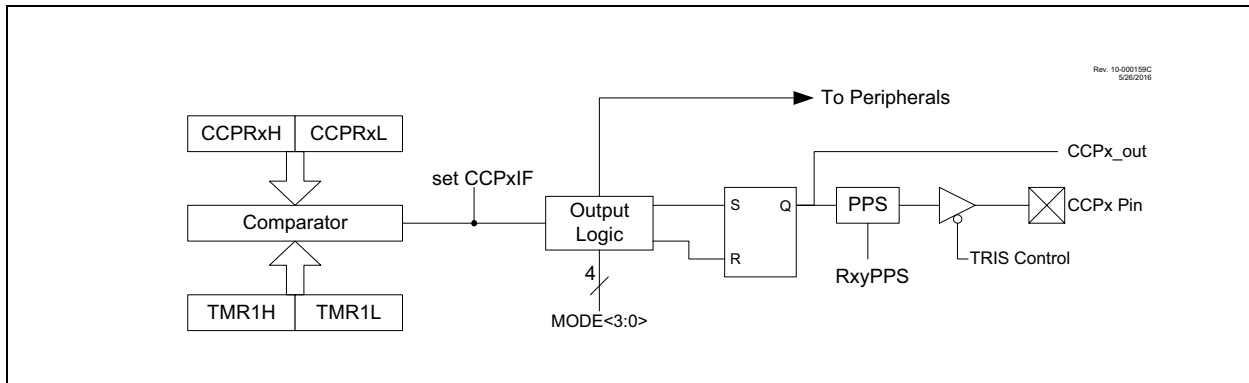 Rev. 10-000159C
5/26/2016
To Peripherals
CCPRxH CCPRxL
CCPx_out
set CCPxIF
Comparator
Output
Logic
S Q
R
PPS
CCPx Pin
TRIS Control
RxyPPS
4
TMR1H TMR1L
MODE<3:0>